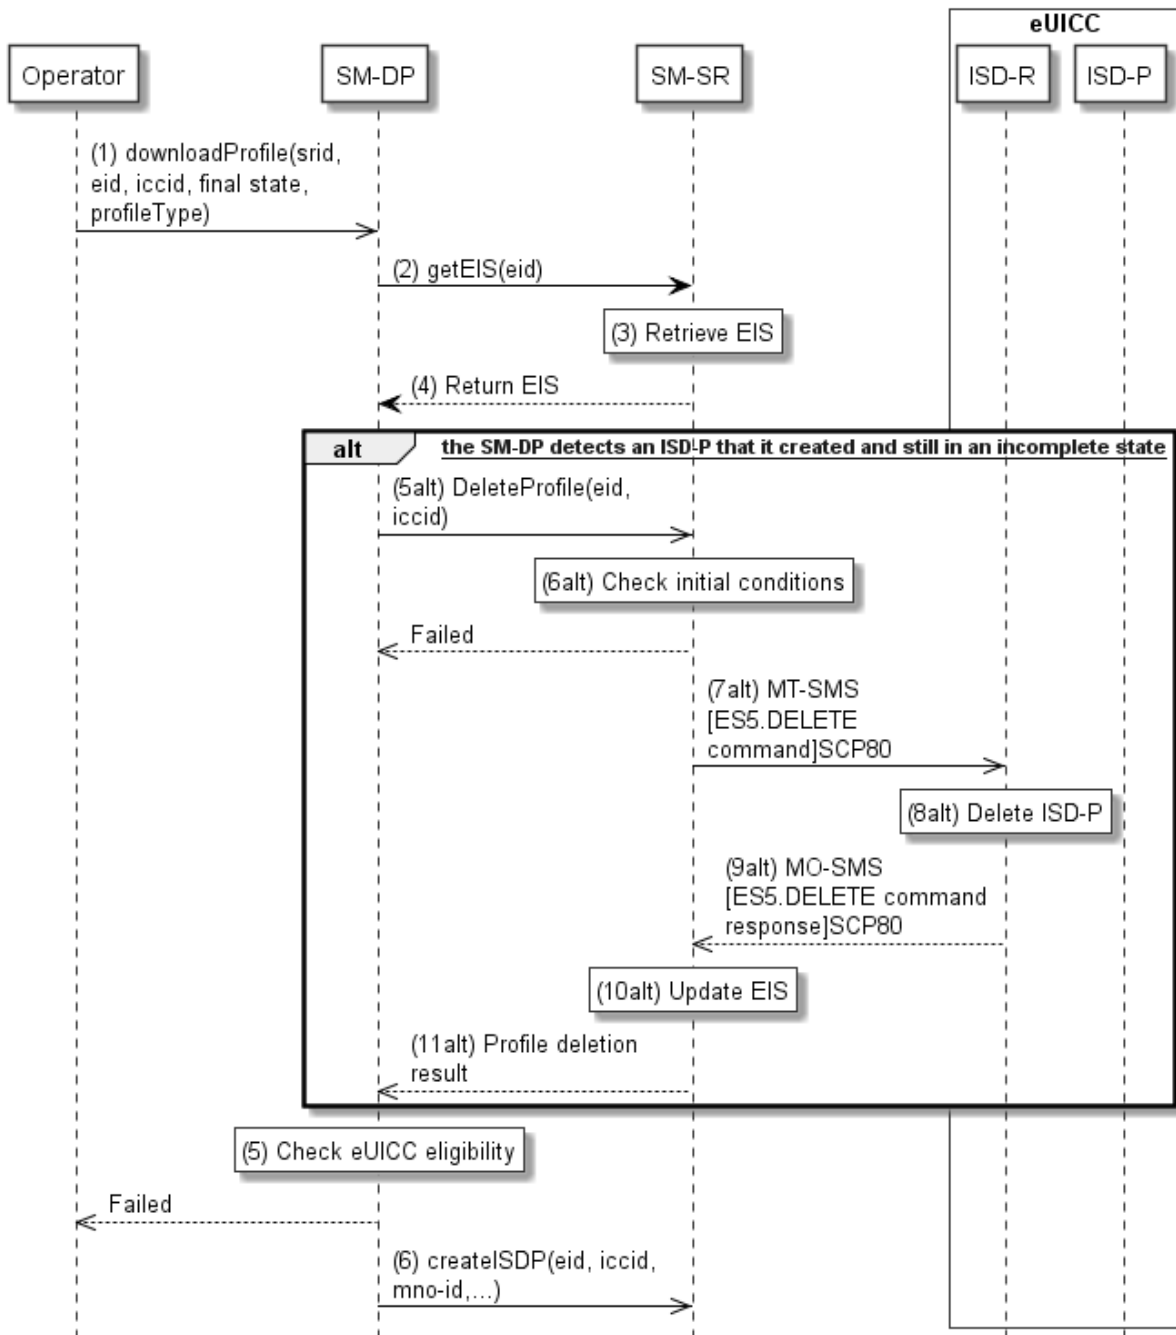 eUICC
Operator
SM-DP
SM-SR
ISD-R
ISD-P
(1) downloadProfile(srid,
eid, iccid, final state,
profileType)
(2) getEIS(eid)
(3) Retrieve EIS
(4) Return EIS
alt
the SM-DP detects an ISD-P that it created and still in an incomplete state
(5alt) DeleteProfile(eid,
iccid)
(6alt) Check initial conditions
Failed
(7alt) MT-SMS
[ES5.DELETE
command]SCP80
(8alt) Delete ISD-P
(9alt) MO-SMS
[ES5.DELETE command
response]SCP80
(10alt) Update EIS
(11alt) Profile deletion
result
(5) Check eUICC eligibility
Failed
(6) createISDP(eid, iccid,
mno-id,...)